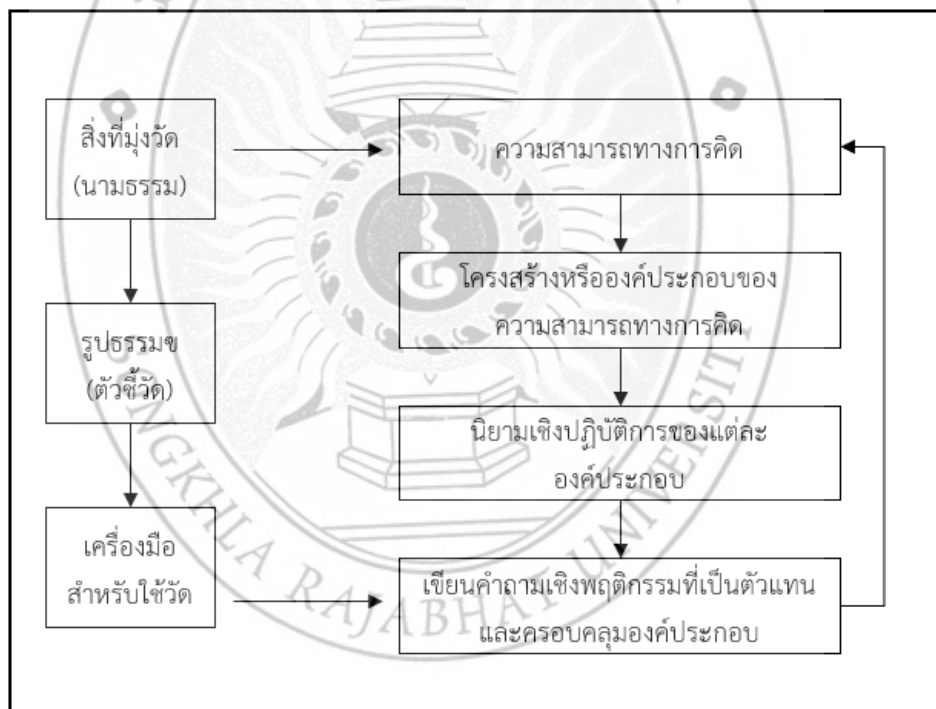 สิ่งที่มุ่งวัด
(นามธรรม)
ความสามารถทางการคิด
โครงสร้างหรือองค์ประกอบของ
ความสามารถทางการคิด
รูปธรรมข
(ตัวชี้วัด)
นิยามเชิงปฏิบัติการของแต่ละ
องค์ประกอบ
เครื่องมือ
สำหรับใช้วัด
เขียนคำถามเชิงพฤติกรรมที่เป็นตัวแทน
และครอบคลุมองค์ประกอบ
SONGKHLA RAJABHAT UNIVERSITY